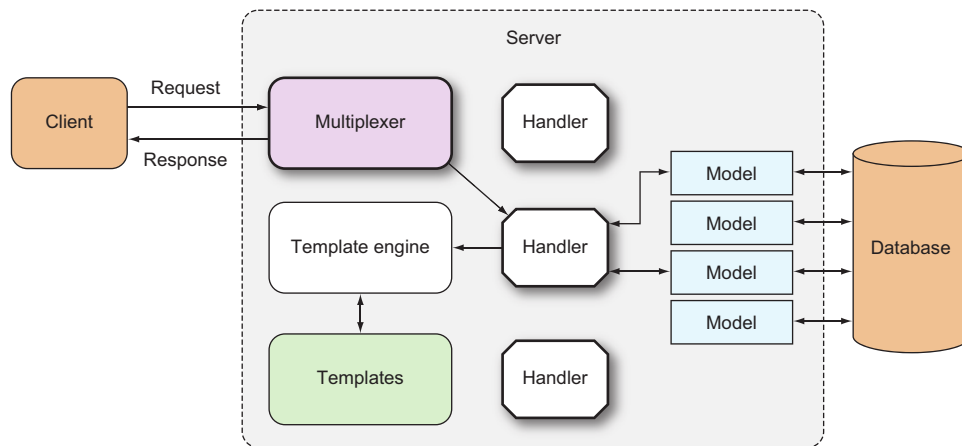 Server
Request
Client
Multiplexer
Handler
Response
Model
Model
Template engine
Handler
Database
Model
Model
Templates
Handler